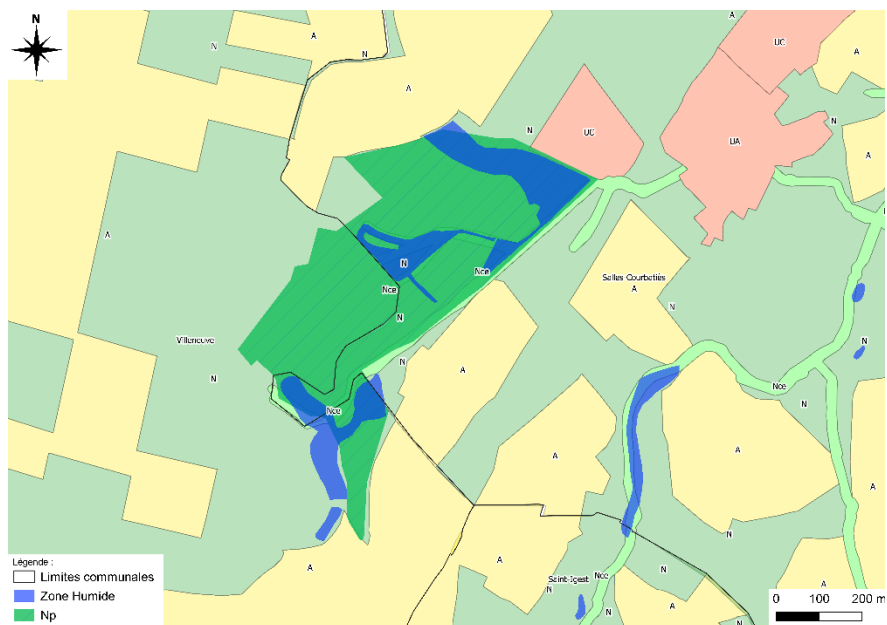 N
A
UC
A
N
A
N
A
N
UC
UA
N
A
A
N
Nce
Nce
N
Salles Courbatiès
A
N
Villeneuve
N
N
A
Nce
Nce
N
A
A
A
A
N
N
Saint-Igest
Nce
N
N
A
A
N
Légende :
Limites communales
Zone Humide
Np
0 100 200 m